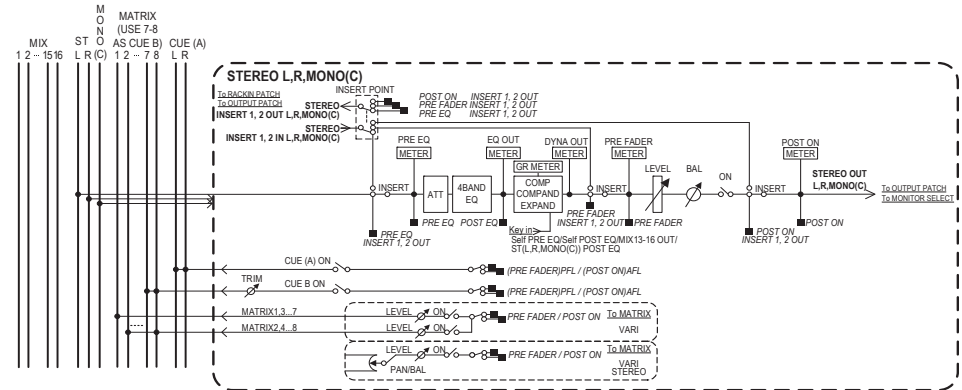 M
O
N
O
MIX
ST
L R (C)
MATRIX
(USE 7-8
AS CUE B)
CUE (A)
1 2 ··· 1516
1 2 ··· 7 8
L R
STEREO L,R,MONO(C)
INSERT POINT
To RACKIN PATCH
To OUTPUT PATCH
STEREO
INSERT 1, 2 OUT L,R,MONO(C)
POST ON INSERT 1, 2 OUT
PRE FADER INSERT 1, 2 OUT
PRE EQ INSERT 1, 2 OUT
STEREO
INSERT 1, 2 IN L,R,MONO(C)
PRE EQ
METER
EQ OUT
METER
DYNA OUT
METER
PRE FADER
METER
POST ON
METER
GR METER
INSERT
ATT
4BAND
EQ
COMP
COMPAND
EXPAND
INSERT
LEVEL
BAL
ON
INSERT
STEREO OUT
L,R,MONO(C)
To OUTPUT PATCH
To MONITOR SELECT
PRE EQ
INSERT 1, 2 OUT
PRE EQ
POST EQ
PRE FADER
INSERT 1, 2 OUT
PRE FADER
POST ON
INSERT 1, 2 OUT
POST ON
Key in
Self PRE EQ/Self POST EQ/MIX13-16 OUT/
ST(L,R,MONO(C)) POST EQ
CUE (A) ON
(PRE FADER)PFL / (POST ON)AFL
TRIM
CUE B ON
(PRE FADER)PFL / (POST ON)AFL
MATRIX1,3...7
LEVEL
ON
PRE FADER / POST ON
To MATRIX
MATRIX2,4...8
LEVEL
ON
VARI
LEVEL
ON
PRE FADER / POST ON
To MATRIX
PAN/BAL
VARI
STEREO